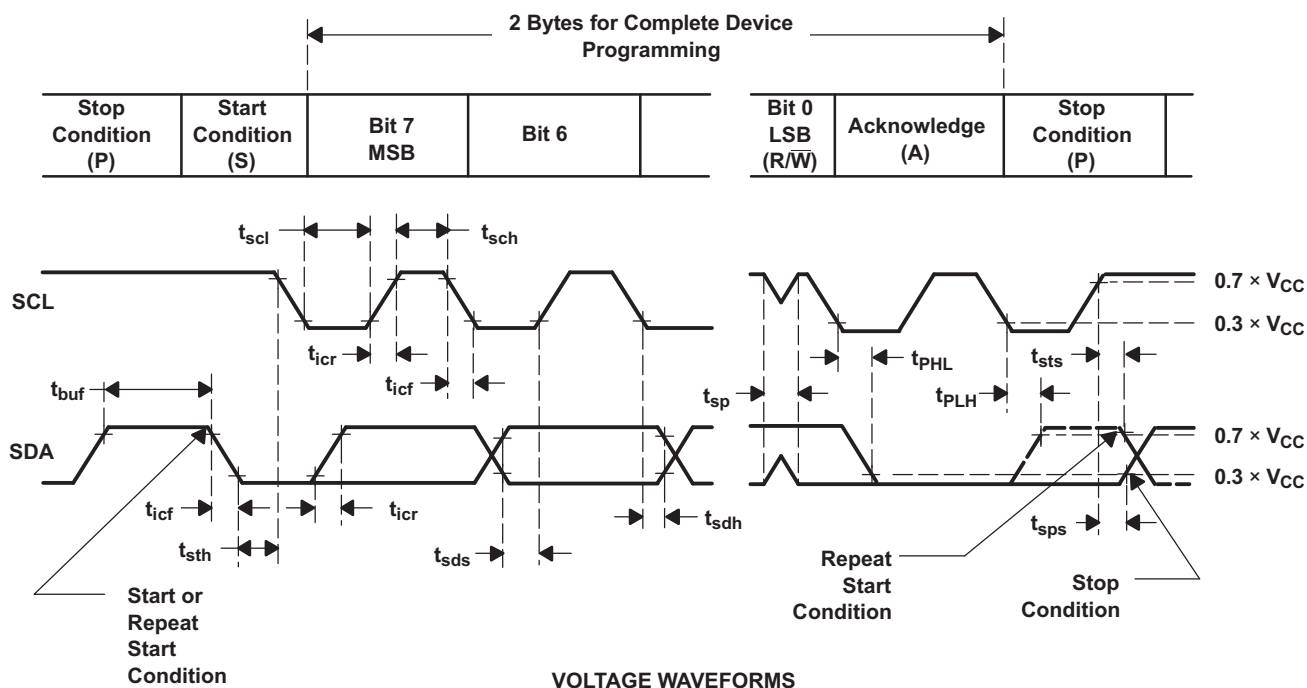 2 Bytes for Complete Device
Programming
Stop
Condition
(P)
Start
Condition
(S)
Bit 7
MSB
Bit 6
Bit 0
LSB
(R/W̅)
Acknowledge
(A)
Stop
Condition
(P)
tscl
tsch
SCL
0.7 × VCC
0.3 × VCC
ticr
ticf
tPHL
tsts
tbuf
tsp
tPLH
SDA
0.7 × VCC
0.3 × VCC
ticf
ticr
tsdh
tsth
tsds
tsps
Repeat
Start
Condition
Stop
Condition
Start or
Repeat
Start
Condition
VOLTAGE WAVEFORMS